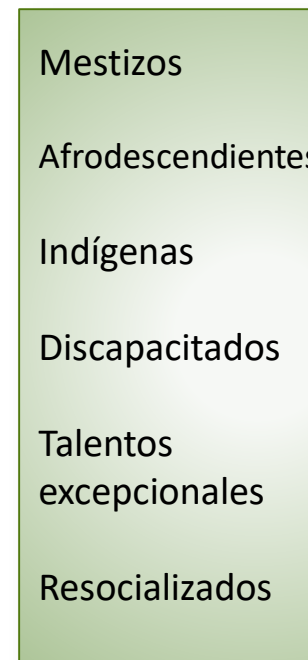 Mestizos
Afrodescendientes
Indígenas
Discapacitados
Talentos
excepcionales
Resocializados